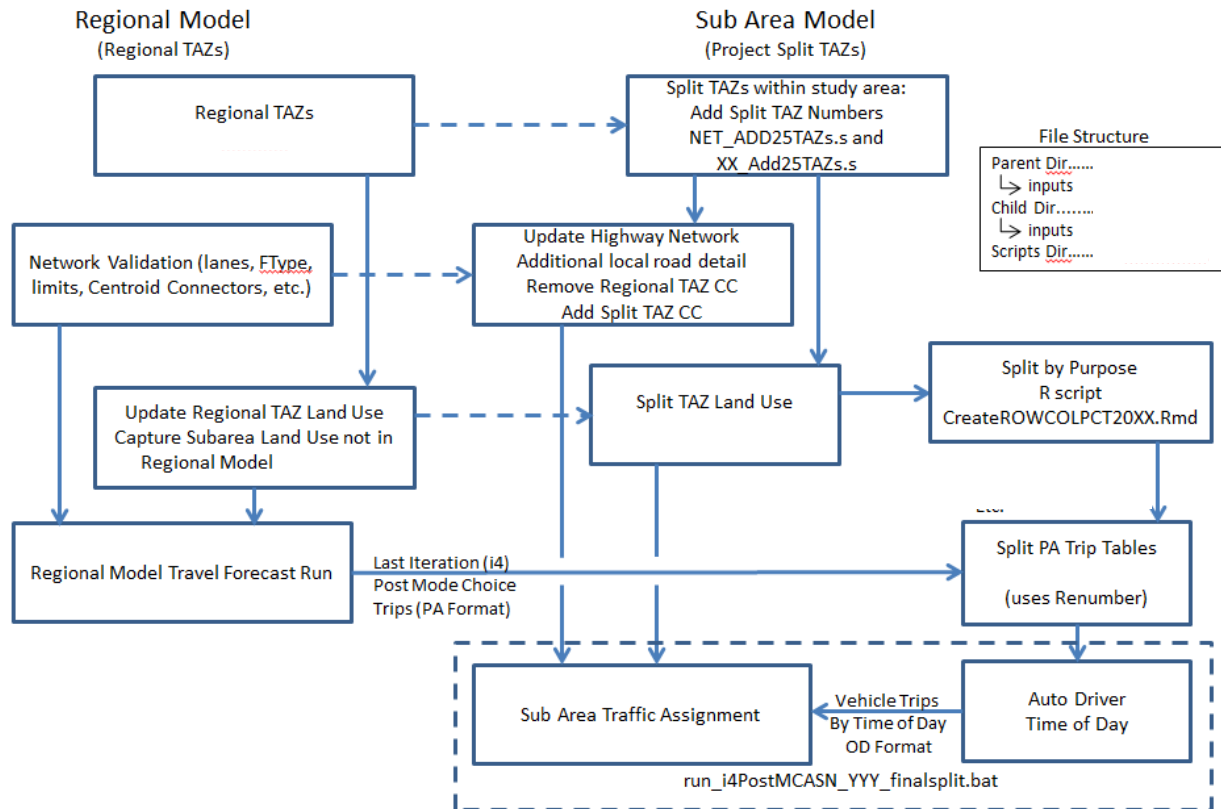 Regional Model
(Regional TAZs)
Sub Area Model
(Project Split TAZs)
Regional TAZs
Split TAZs within study area:
Add Split TAZ Numbers
NET_ADD25TAZs.s and
XX_Add25TAZs.s
File Structure
Parent Dir......
inputs
Child Dir.........
inputs
Scripts Dir......
Network Validation (lanes, FType,
limits, Centroid Connectors, etc.)
Update Highway Network
Additional local road detail
Remove Regional TAZ CC
Add Split TAZ CC
Update Regional TAZ Land Use
Capture Subarea Land Use not in
Regional Model
Split TAZ Land Use
Split by Purpose
R script
CreateROWCOLPCT20XX.Rmd
Regional Model Travel Forecast Run
Last Iteration (i4)
Post Mode Choice
Trips (PA Format)
Etc.
Split PA Trip Tables
(uses Renumber)
Sub Area Traffic Assignment
Vehicle Trips
By Time of Day
OD Format
Auto Driver
Time of Day
run_i4PostMCASN_YYY_finalsplit.bat